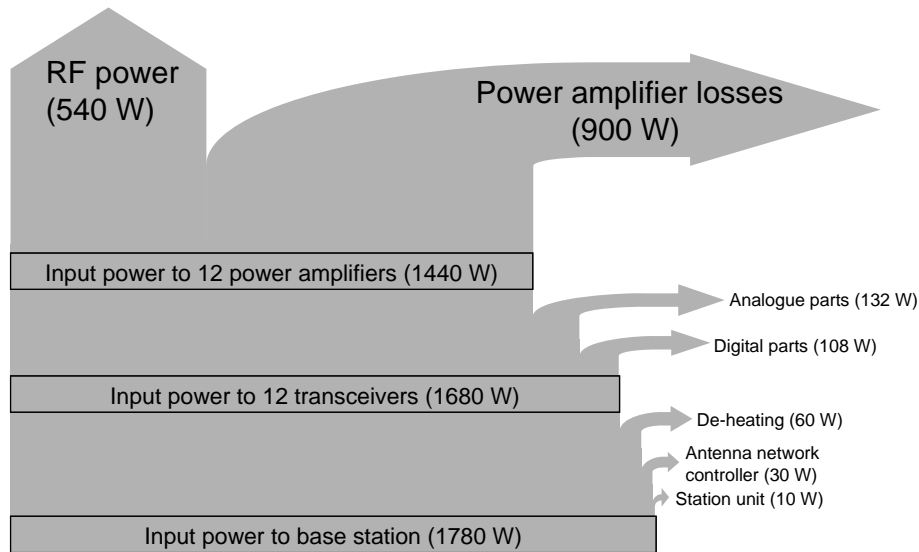 RF power
(540 W)
Power amplifier losses
(900 W)
Input power to 12 power amplifiers (1440 W)
Analogue parts (132 W)
Digital parts (108 W)
Input power to 12 transceivers (1680 W)
De-heating (60 W)
Antenna network
controller (30 W)
Station unit (10 W)
Input power to base station (1780 W)